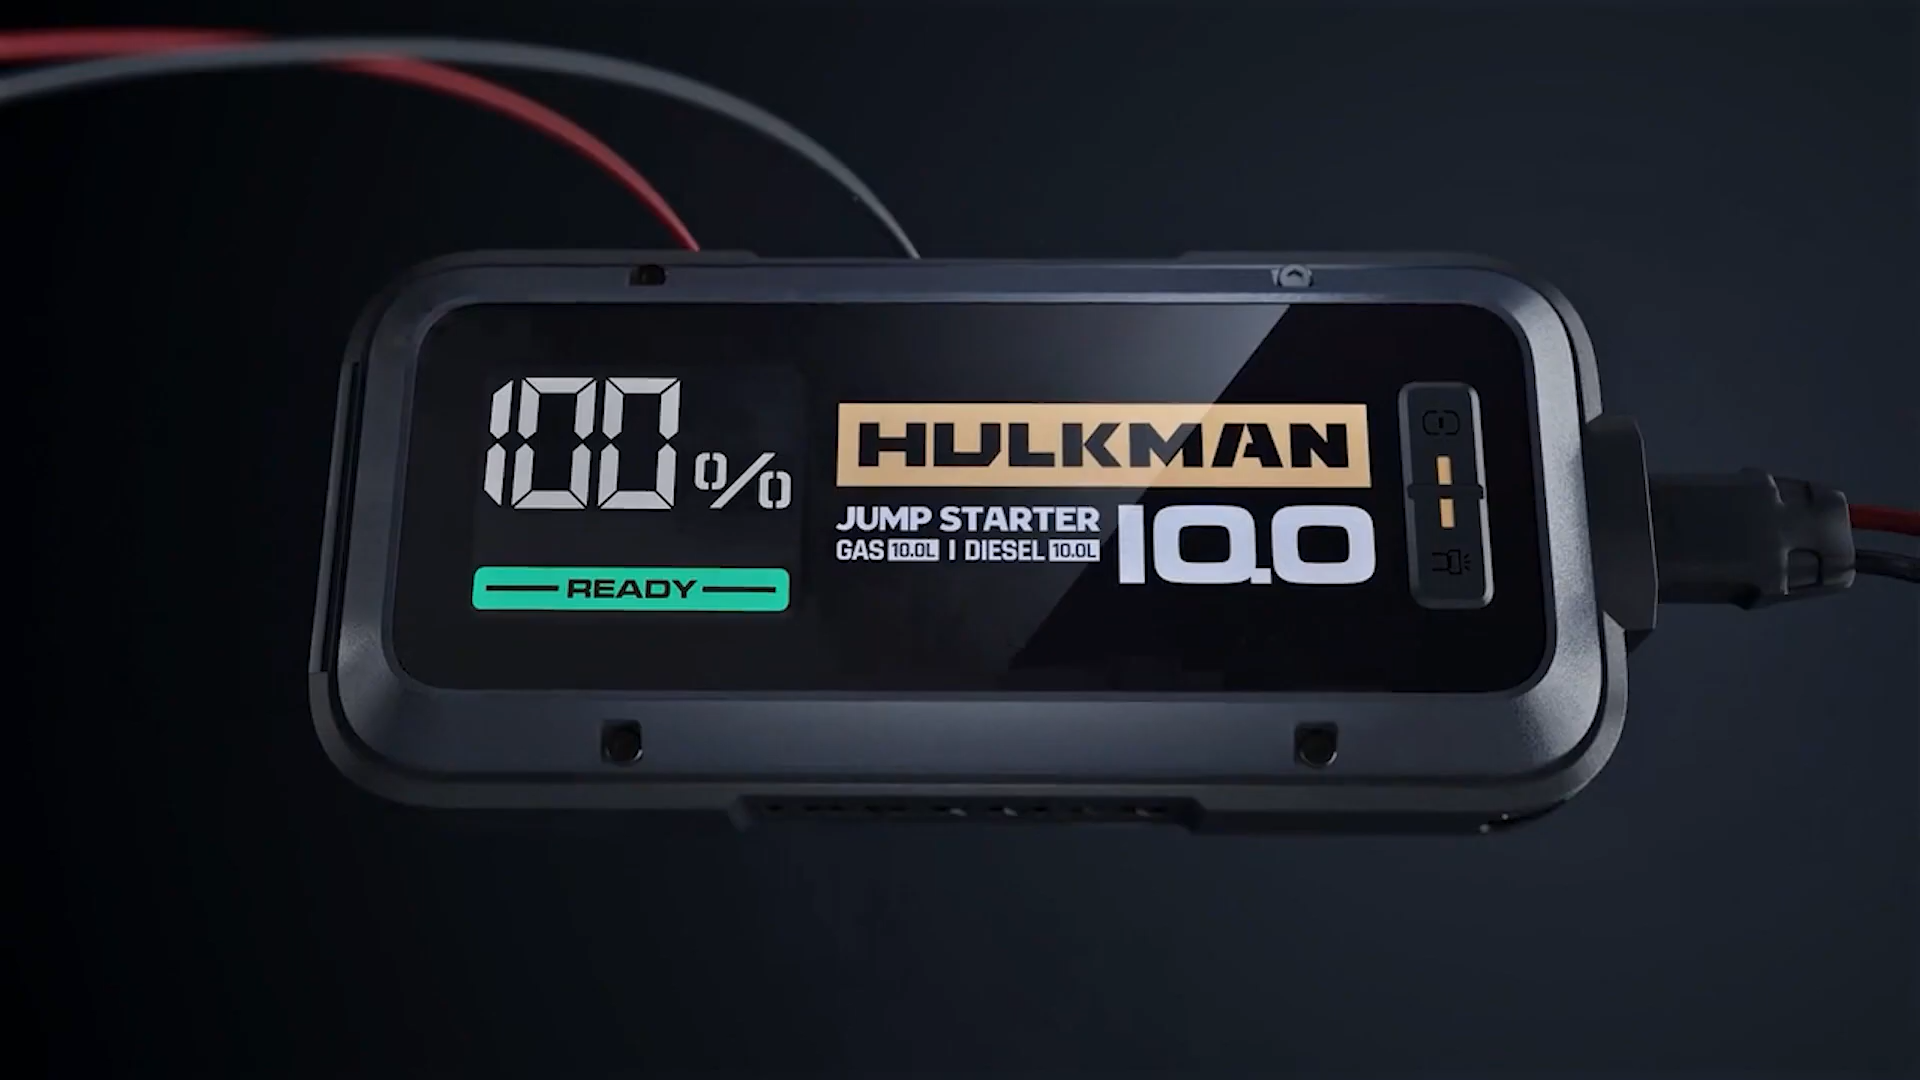 100%
READY
HULKMAN
JUMP STARTER
GAS 10.0L | DIESEL 10.0L
10.0